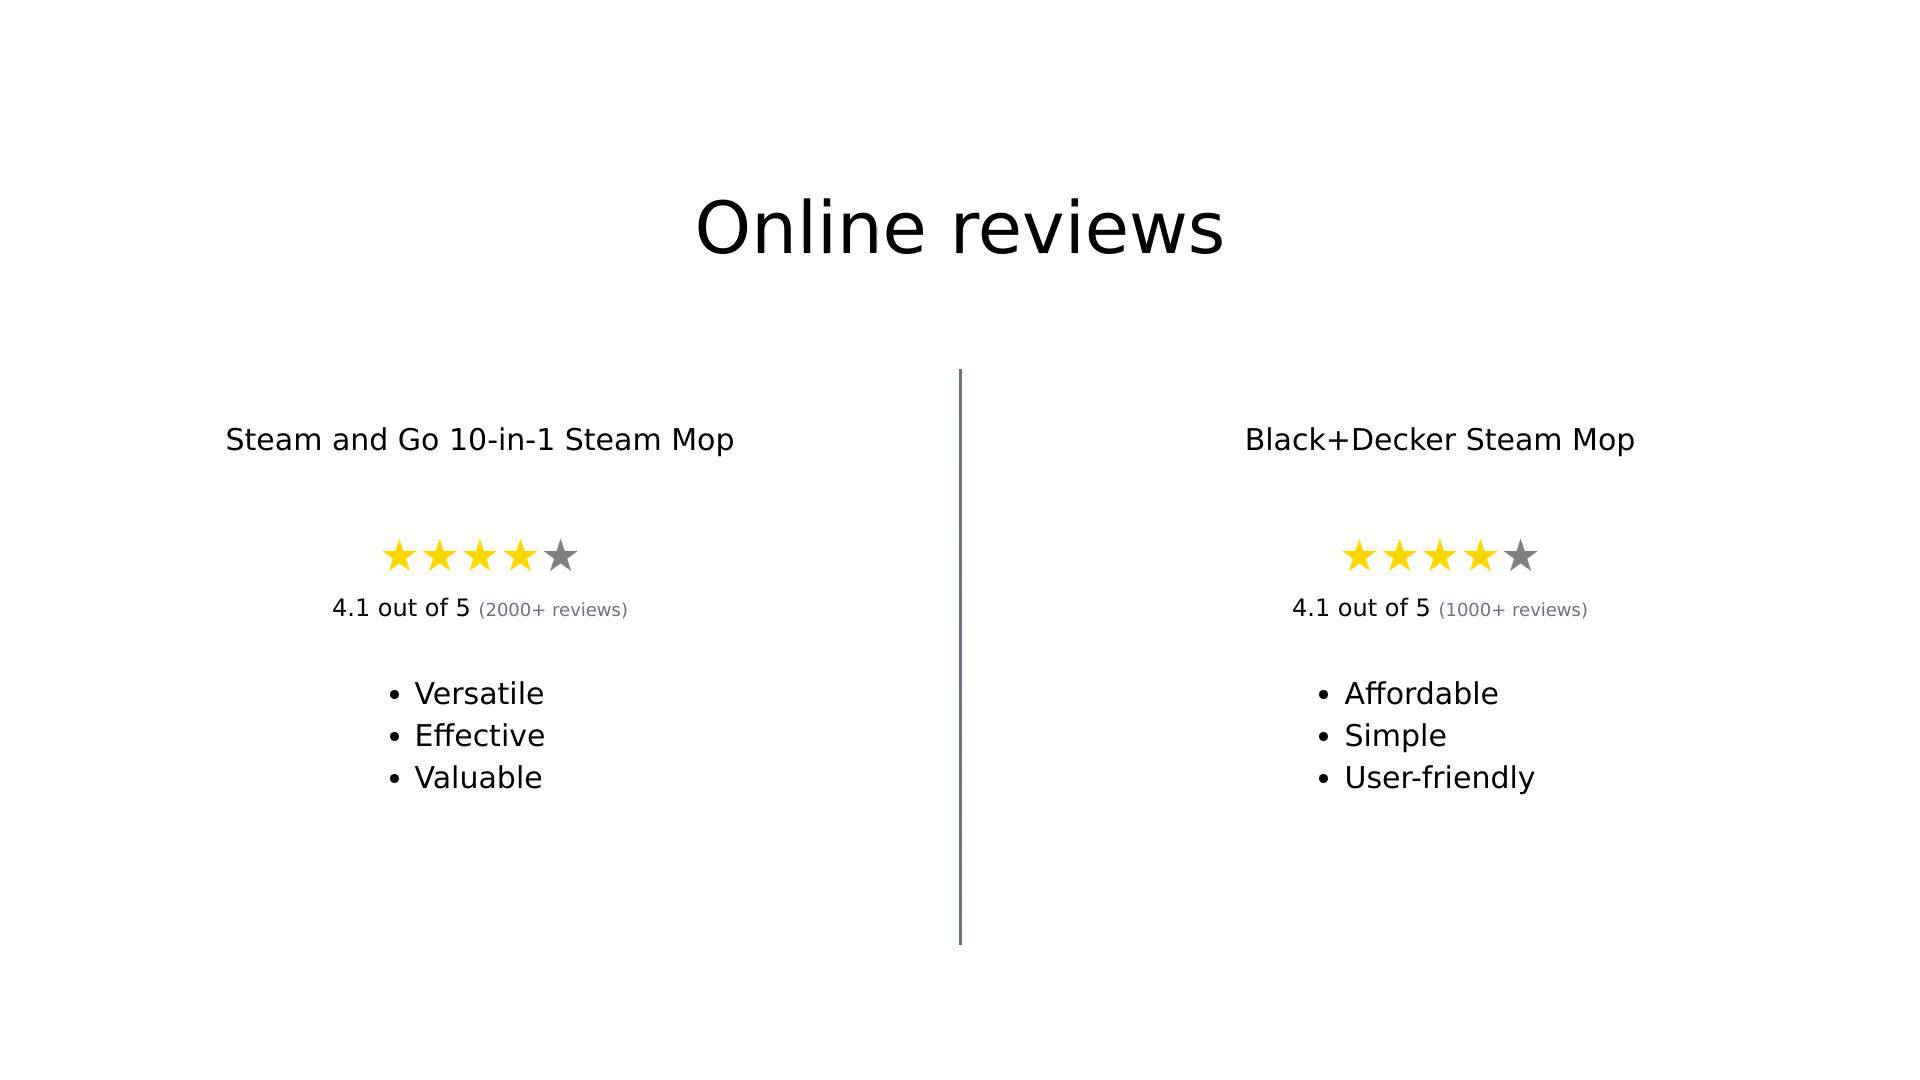 Online reviews
Steam and Go 10-in-1 Steam Mop
4.1 out of 5 (2000+ reviews)
• Versatile
• Effective
• Valuable
Black+Decker Steam Mop
4.1 out of 5 (1000+ reviews)
• Affordable
• Simple
• User-friendly